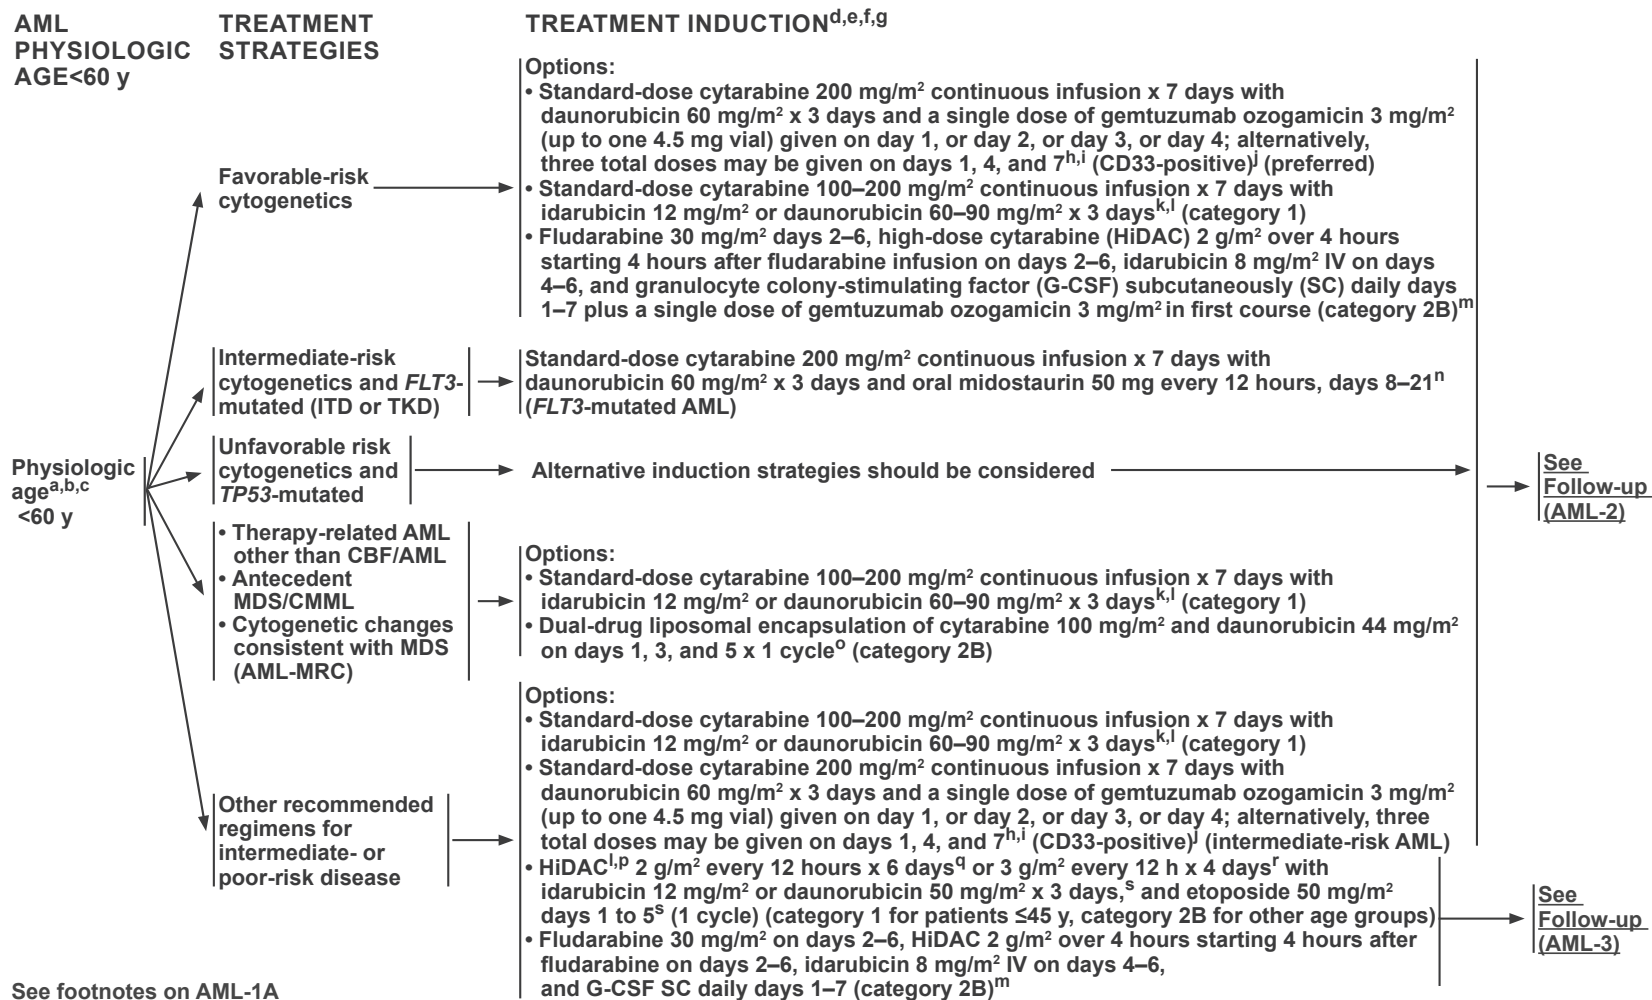 AML
PHYSIOLOGIC
AGE<60 y
TREATMENT
STRATEGIES
TREATMENT INDUCTIONd,e,f,g
Physiologic
agea,b,c
<60 y
Favorable-risk
cytogenetics
Options:
• Standard-dose cytarabine 200 mg/m² continuous infusion x 7 days with
daunorubicin 60 mg/m² x 3 days and a single dose of gemtuzumab ozogamicin 3 mg/m²
(up to one 4.5 mg vial) given on day 1, or day 2, or day 3, or day 4; alternatively,
three total doses may be given on days 1, 4, and 7h,i (CD33-positive)j (preferred)
• Standard-dose cytarabine 100–200 mg/m² continuous infusion x 7 days with
idarubicin 12 mg/m² or daunorubicin 60–90 mg/m² x 3 daysk,l (category 1)
• Fludarabine 30 mg/m² days 2–6, high-dose cytarabine (HiDAC) 2 g/m² over 4 hours
starting 4 hours after fludarabine infusion on days 2–6, idarubicin 8 mg/m² IV on days
4–6, and granulocyte colony-stimulating factor (G-CSF) subcutaneously (SC) daily days
1–7 plus a single dose of gemtuzumab ozogamicin 3 mg/m² in first course (category 2B)m
Intermediate-risk
cytogenetics and FLT3-
mutated (ITD or TKD)
Standard-dose cytarabine 200 mg/m² continuous infusion x 7 days with
daunorubicin 60 mg/m² x 3 days and oral midostaurin 50 mg every 12 hours, days 8–21n
(FLT3-mutated AML)
Unfavorable risk
cytogenetics and
TP53-mutated
Alternative induction strategies should be considered
• Therapy-related AML
other than CBF/AML
• Antecedent
MDS/CMML
• Cytogenetic changes
consistent with MDS
(AML-MRC)
Options:
• Standard-dose cytarabine 100–200 mg/m² continuous infusion x 7 days with
idarubicin 12 mg/m² or daunorubicin 60–90 mg/m² x 3 daysk,l (category 1)
• Dual-drug liposomal encapsulation of cytarabine 100 mg/m² and daunorubicin 44 mg/m²
on days 1, 3, and 5 x 1 cycleo (category 2B)
Other recommended
regimens for
intermediate- or
poor-risk disease
Options:
• Standard-dose cytarabine 100–200 mg/m² continuous infusion x 7 days with
idarubicin 12 mg/m² or daunorubicin 60–90 mg/m² x 3 daysk,l (category 1)
• Standard-dose cytarabine 200 mg/m² continuous infusion x 7 days with
daunorubicin 60 mg/m² x 3 days and a single dose of gemtuzumab ozogamicin 3 mg/m²
(up to one 4.5 mg vial) given on day 1, or day 2, or day 3, or day 4; alternatively, three
total doses may be given on days 1, 4, and 7h,i (CD33-positive)j (intermediate-risk AML)
• HiDACl,p 2 g/m² every 12 hours x 6 daysq or 3 g/m² every 12 h x 4 daysr with
idarubicin 12 mg/m² or daunorubicin 50 mg/m² x 3 days,s and etoposide 50 mg/m²
days 1 to 5s (1 cycle) (category 1 for patients ≤45 y, category 2B for other age groups)
• Fludarabine 30 mg/m² on days 2–6, HiDAC 2 g/m² over 4 hours starting 4 hours after
fludarabine on days 2–6, idarubicin 8 mg/m² IV on days 4–6,
and G-CSF SC daily days 1–7 (category 2B)m
See
Follow-up
(AML-2)
See
Follow-up
(AML-3)
See footnotes on AML-1A